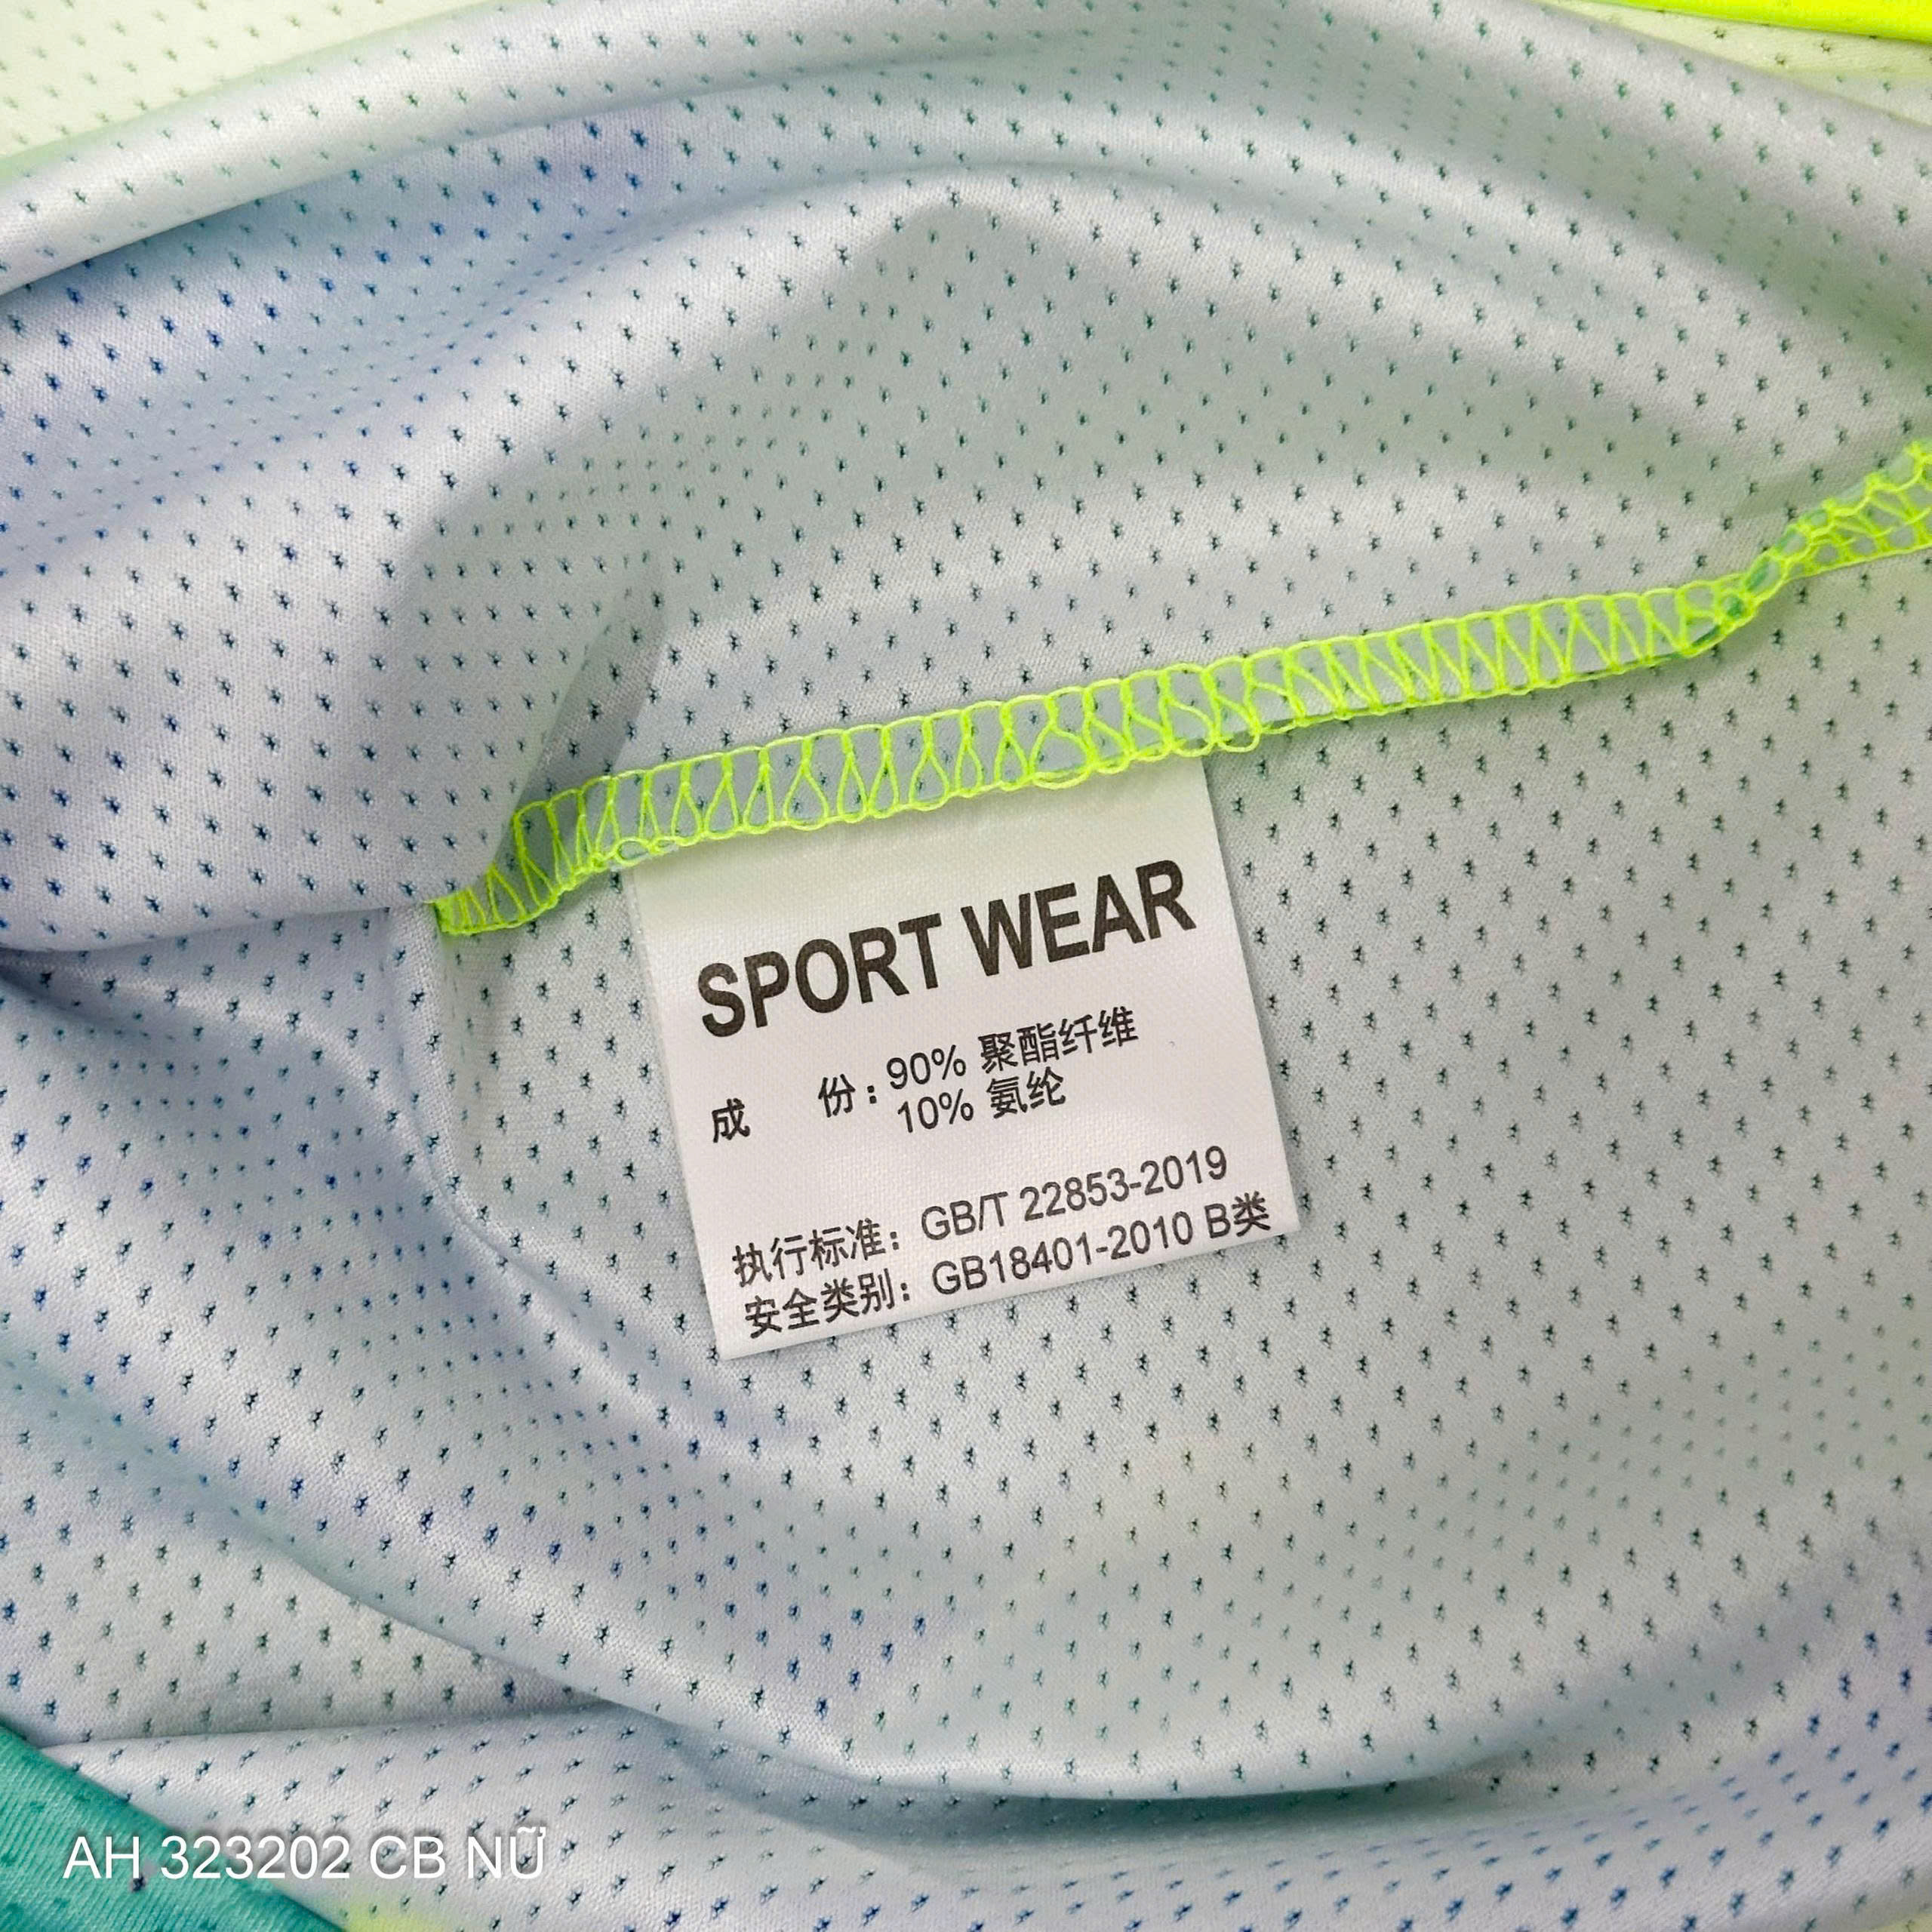 SPORT WEAR
成 份：90% 聚酯纤维
10% 氨纶
执行标准：GB/T 22853-2019
安全类别：GB18401-2010 B类
AH 323202 CB NỮ